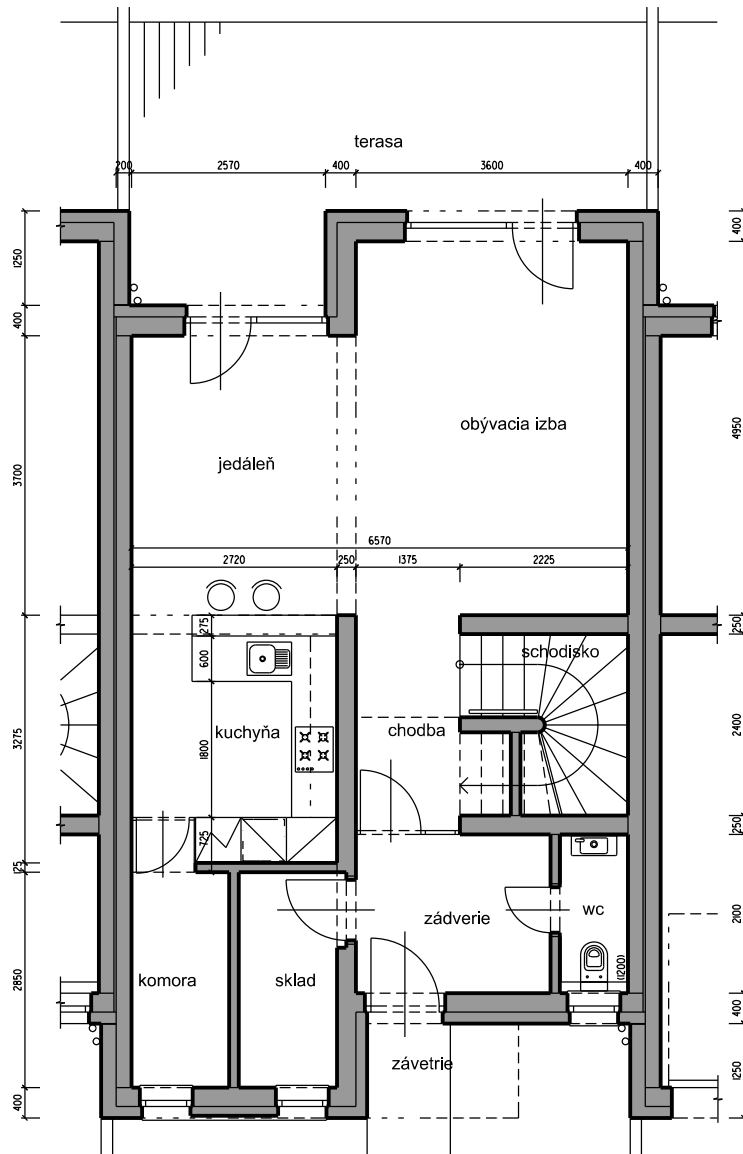 terasa
200 2570 400 3600 400
1250
400
400
3700
4950
obývacia izba
jedáleň
6570
2720 250 1375 2225
275
600
250
schodisko
kuchyňa
chodba
3275
1800
2400
725
250
125
zádverie
wc
2100
komora
sklad
(1200)
2850
400
závetrie
1250
400